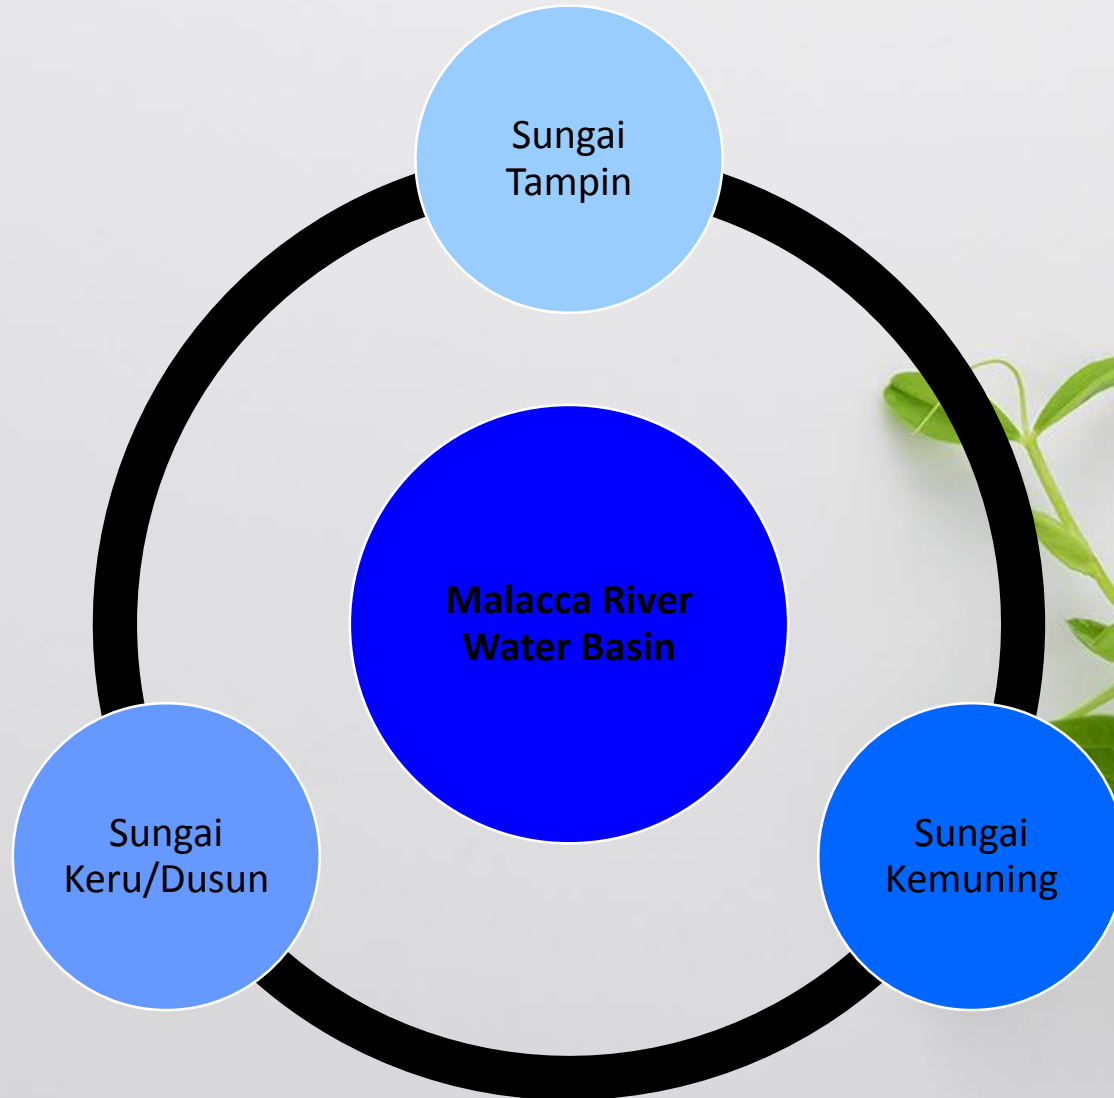 Sungai
Tampin
Malacca River
Water Basin
Sungai
Keru/Dusun
Sungai
Kemuning